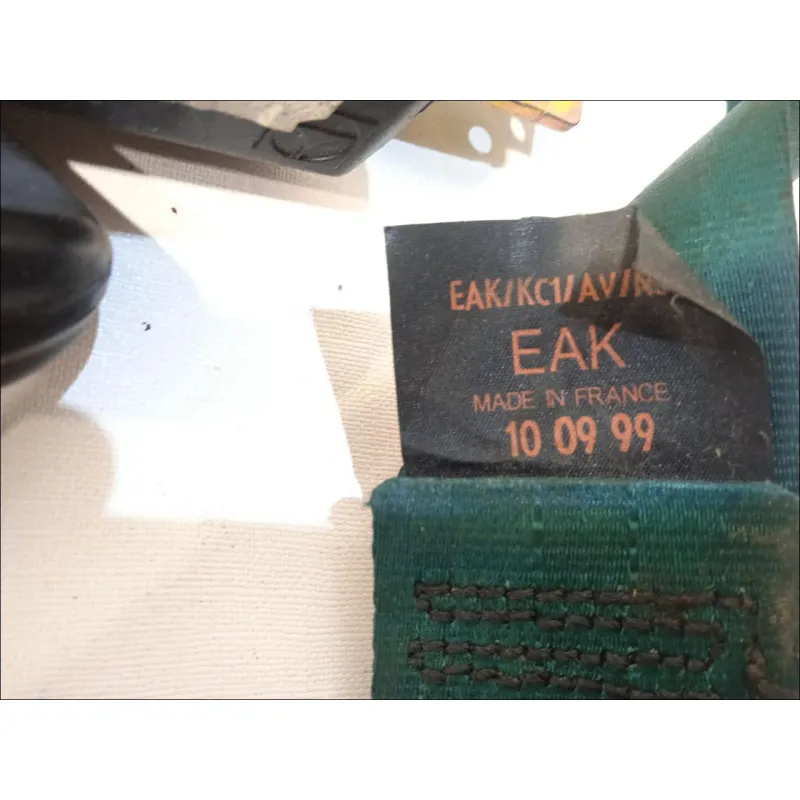 EAK/KC1/AV/
EAK
MADE IN FRANCE
10 09 99